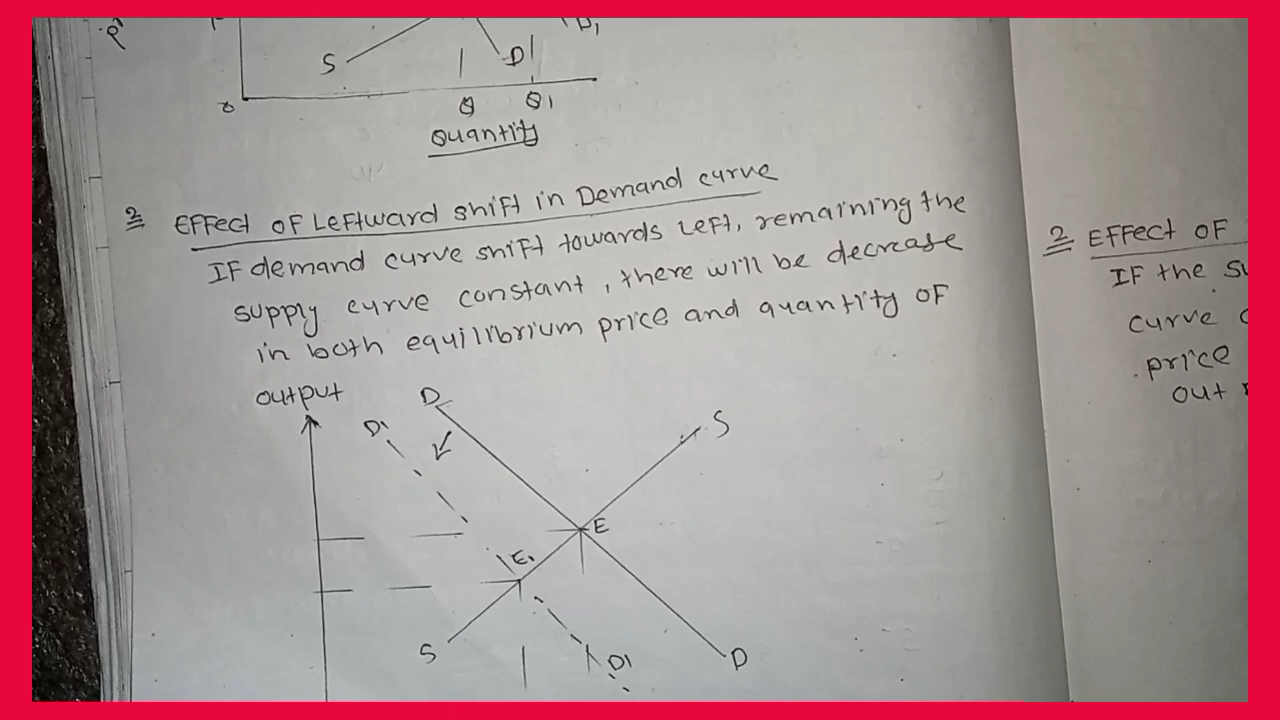 S
D
D1
0
Q
Q1
Quantity
2 Effect of Leftward shift in Demand curve
If demand curve shift towards Left, remaining the
supply curve constant, there will be decrease
in both equilibrium price and quantity of
output
D
D1
S
E
E1
S
D1
D
2 Effect of
If the su
curve
price
out